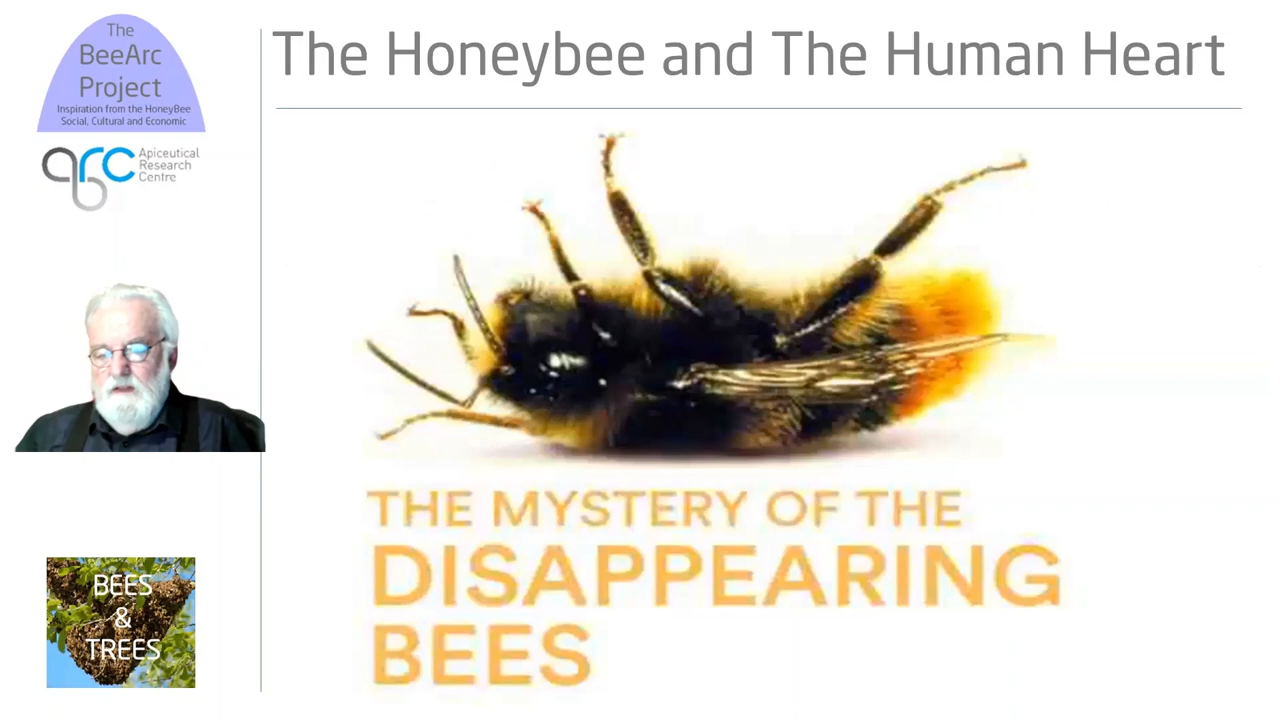 The
BeeArc
Project
Inspiration from the HoneyBee
Social, Cultural and Economic
arc
b
Apiceutical
Research
Centre
The Honeybee and The Human Heart
THE MYSTERY OF THE
DISAPPEARING
BEES
BEES
&
TREES